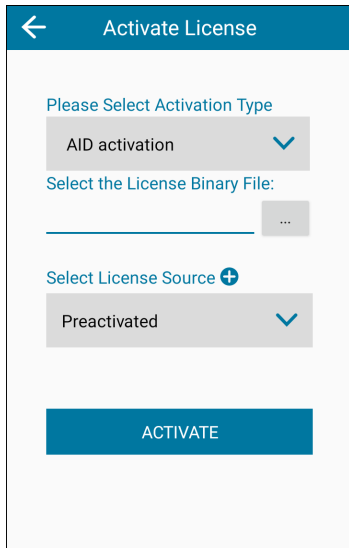 Activate License
Please Select Activation Type
AID activation
Select the License Binary File:
...
Select License Source
Preactivated
ACTIVATE